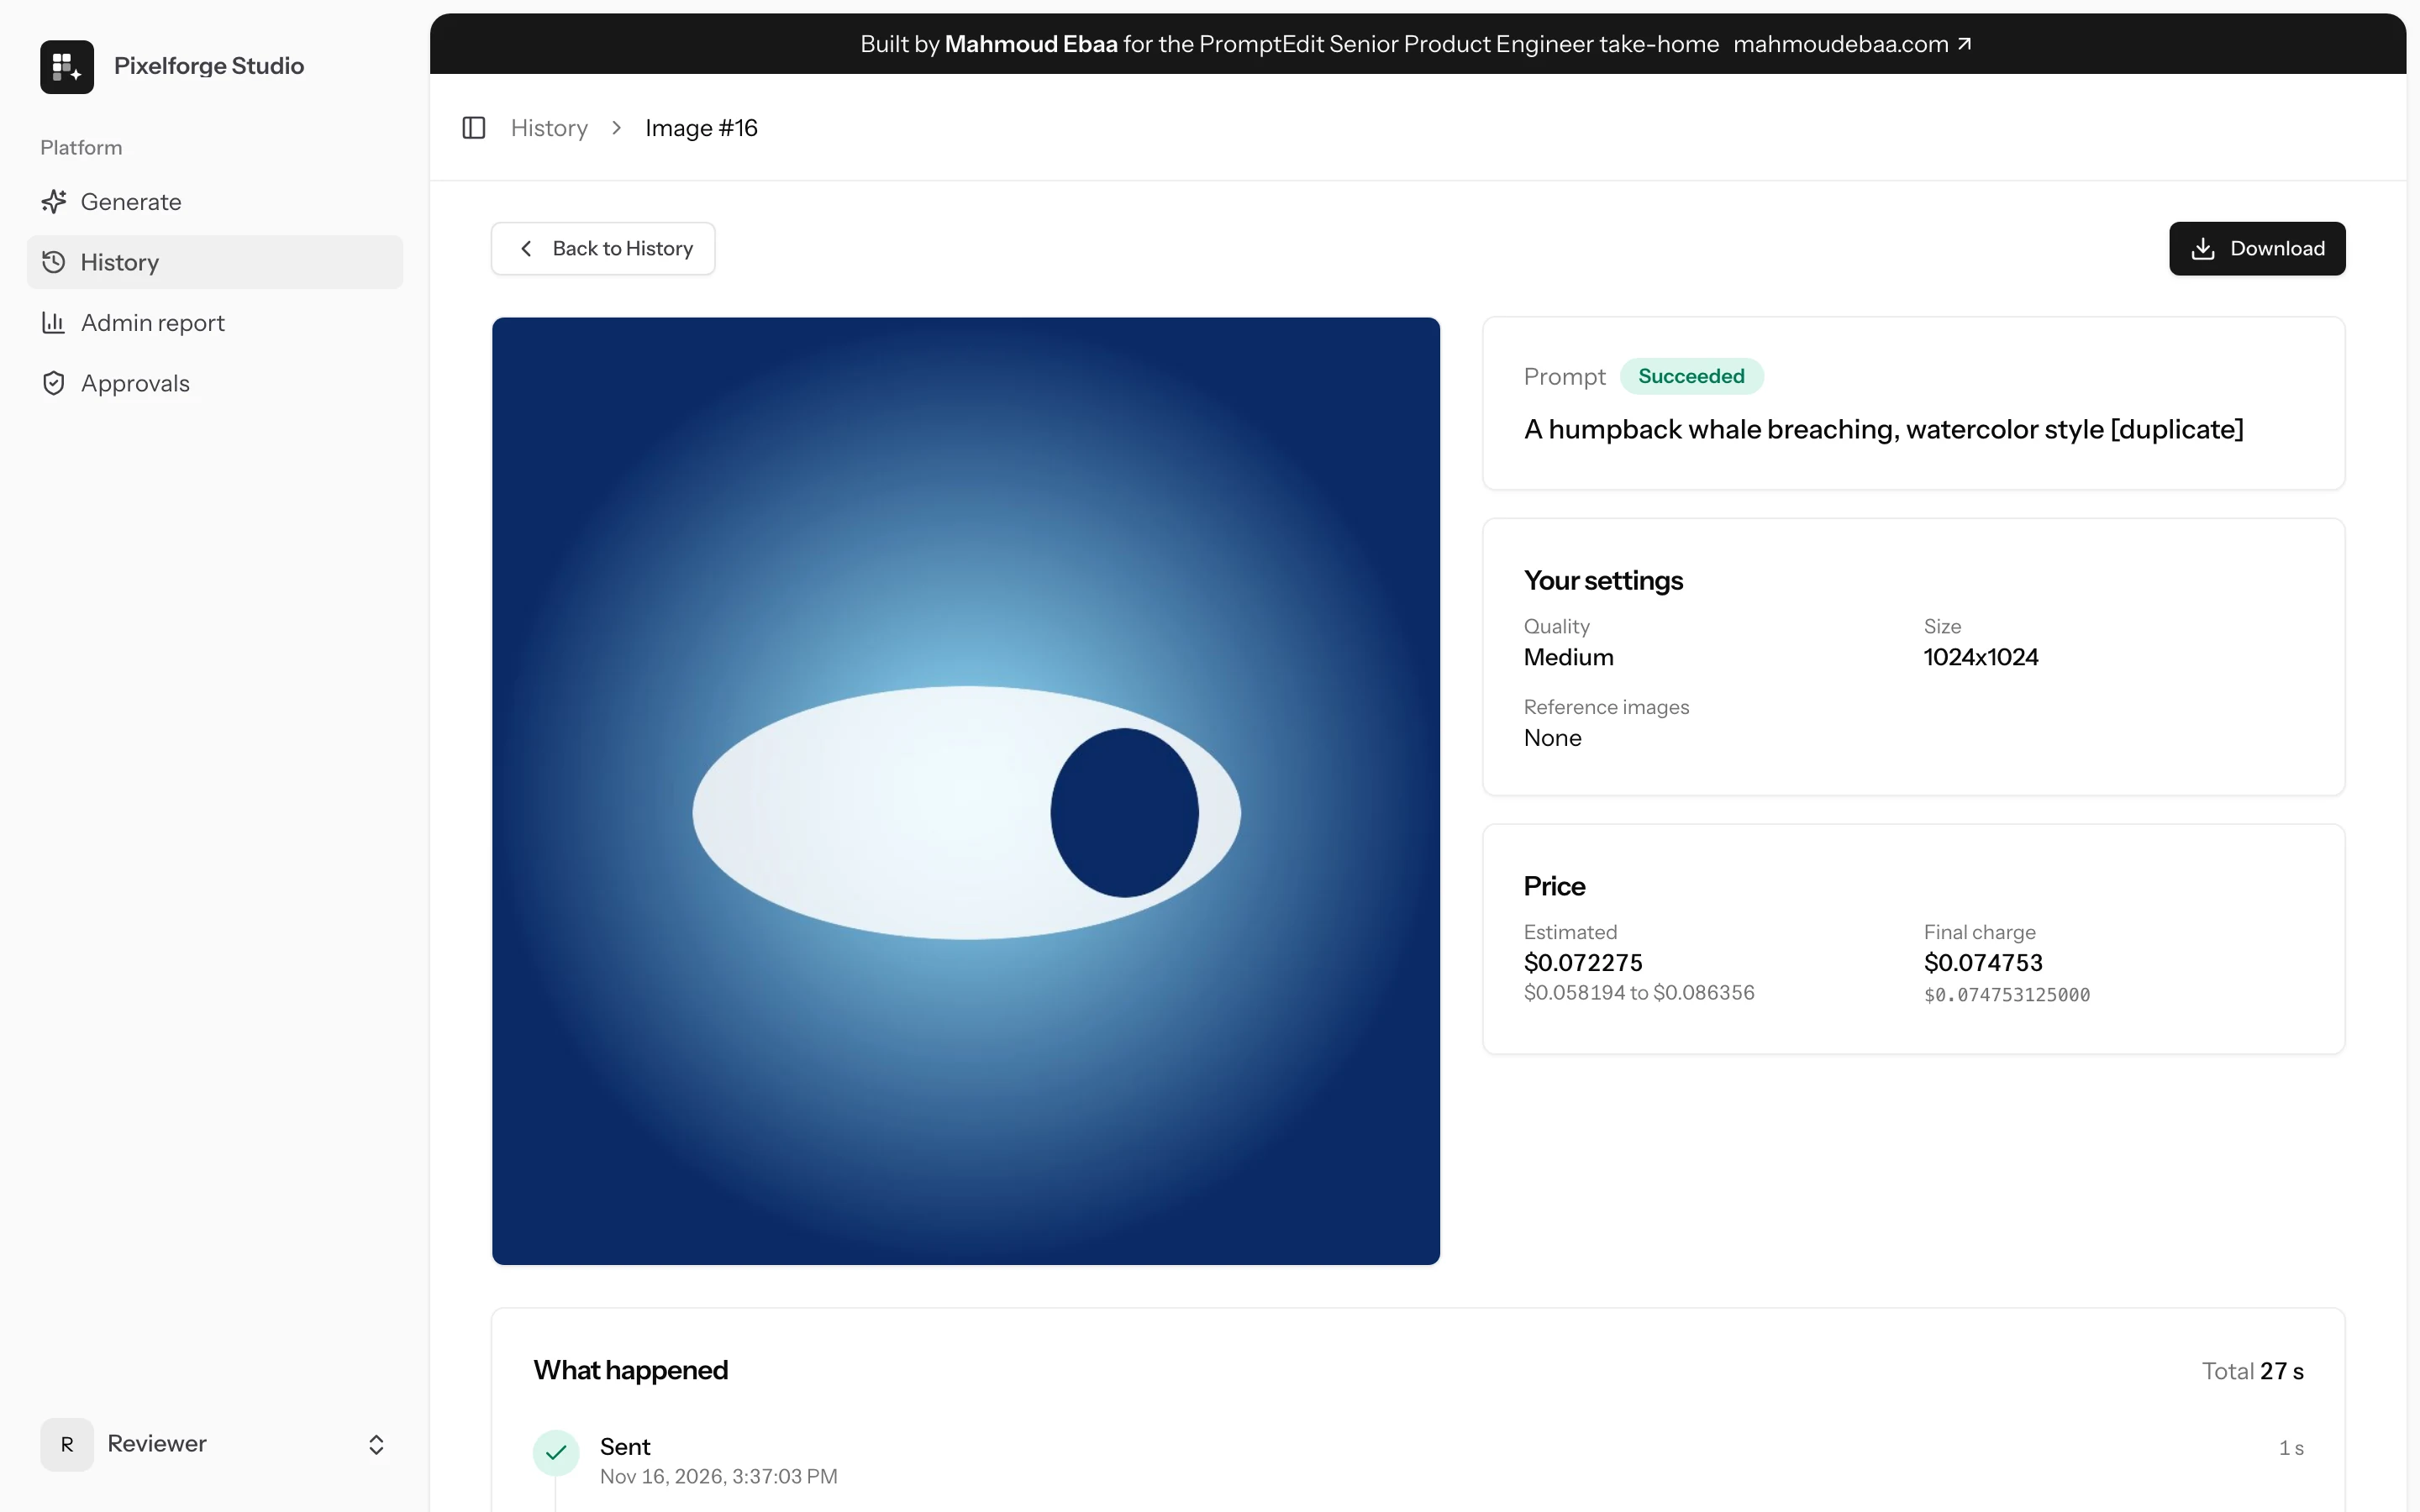 Pixelforge Studio
Platform
Generate
History
Admin report
Approvals
R
Reviewer
Built by Mahmoud Ebaa for the PromptEdit Senior Product Engineer take-home mahmoudebaa.com
History
Image #16
Back to History
Download
Prompt
Succeeded
A humpback whale breaching, watercolor style [duplicate]
Your settings
Quality
Size
Medium
1024x1024
Reference images
None
Price
Estimated
Final charge
$0.072275
$0.074753
$0.058194 to $0.086356
$0.074753125000
What happened
Total 27 s
Sent
1 s
Nov 16, 2026, 3:37:03 PM